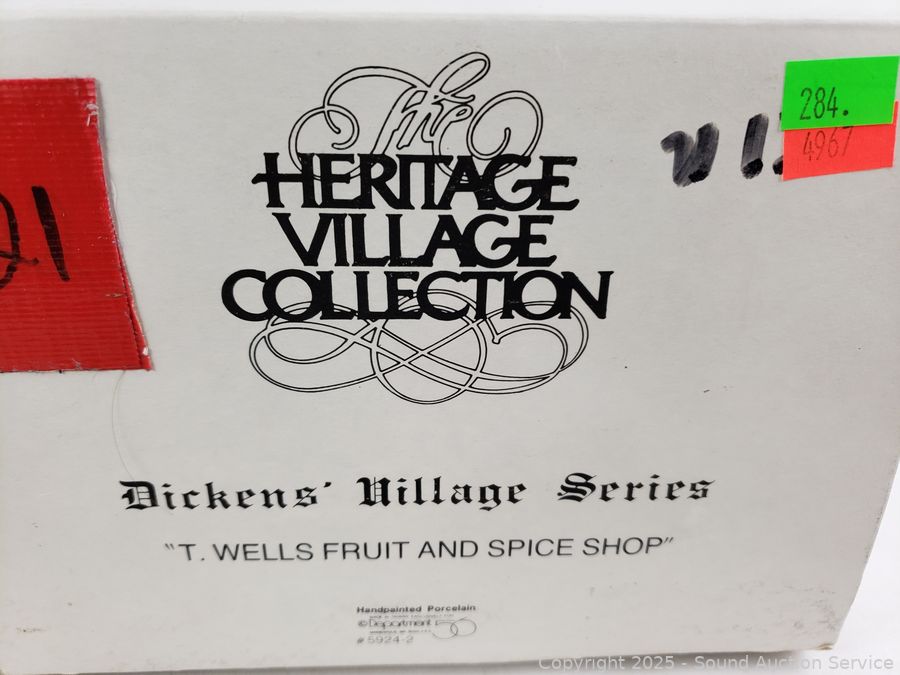 The
HERITAGE
VILLAGE
COLLECTION
284.
4967
21
Dickens' Village Series
"T. WELLS FRUIT AND SPICE SHOP"
Handpainted Porcelain
© Department 56
#5924-2
Copyright 2025 - Sound Auction Service